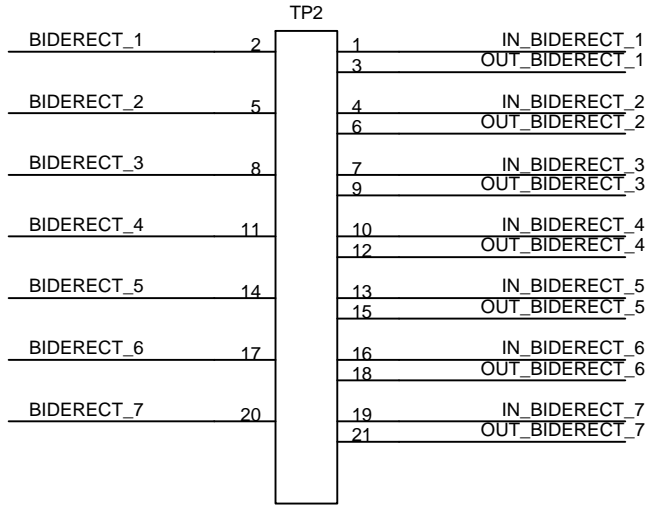 TP2
BIDERECT_1 2 1 IN_BIDERECT_1
3 OUT_BIDERECT_1
BIDERECT_2 5 4 IN_BIDERECT_2
6 OUT_BIDERECT_2
BIDERECT_3 8 7 IN_BIDERECT_3
9 OUT_BIDERECT_3
BIDERECT_4 11 10 IN_BIDERECT_4
12 OUT_BIDERECT_4
BIDERECT_5 14 13 IN_BIDERECT_5
15 OUT_BIDERECT_5
BIDERECT_6 17 16 IN_BIDERECT_6
18 OUT_BIDERECT_6
BIDERECT_7 20 19 IN_BIDERECT_7
21 OUT_BIDERECT_7